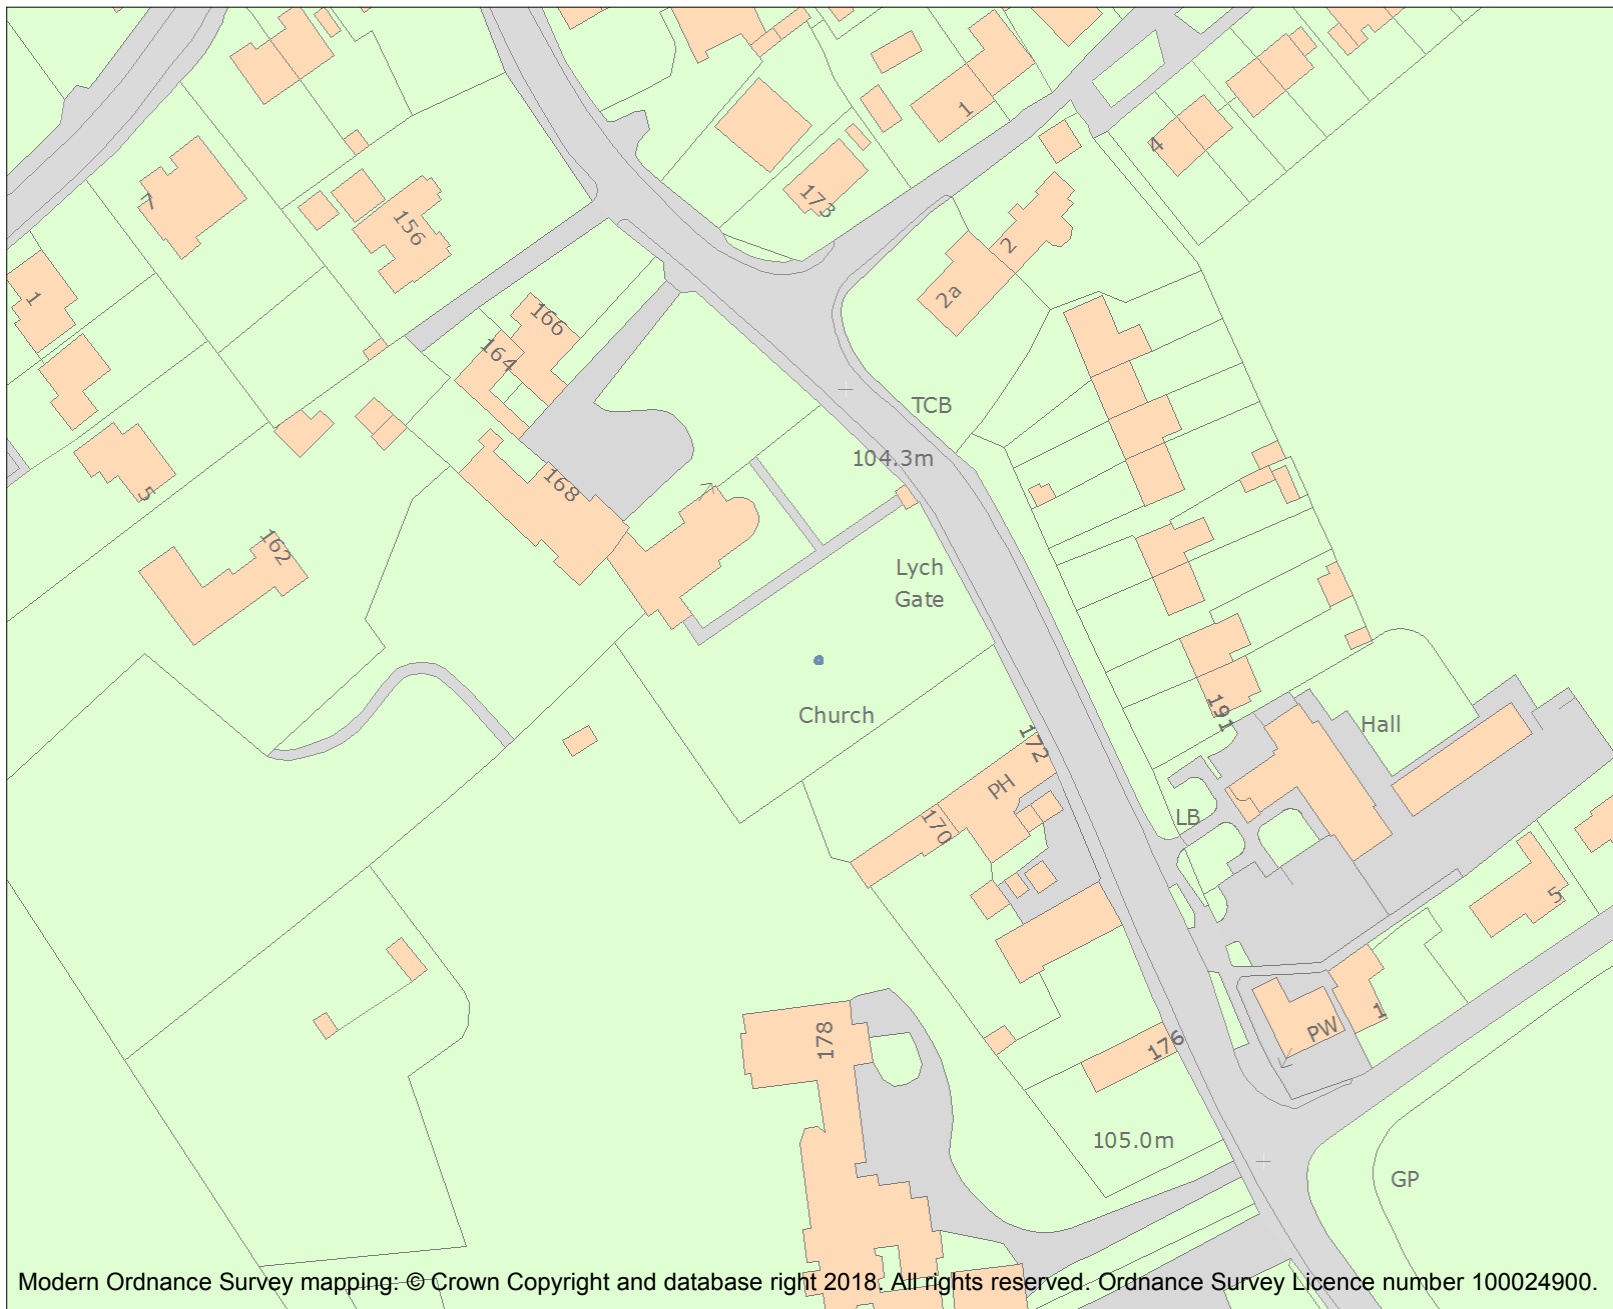 1
4
7
156
173
2
2a
1
166
164
TCB
104.3m
168
5
162
Lych
Gate
Church
191
Hall
172
PH
170
LB
5
178
PW
1
176
105.0m
GP
Modern Ordnance Survey mapping: © Crown Copyright and database right 2018. All rights reserved. Ordnance Survey Licence number 100024900.